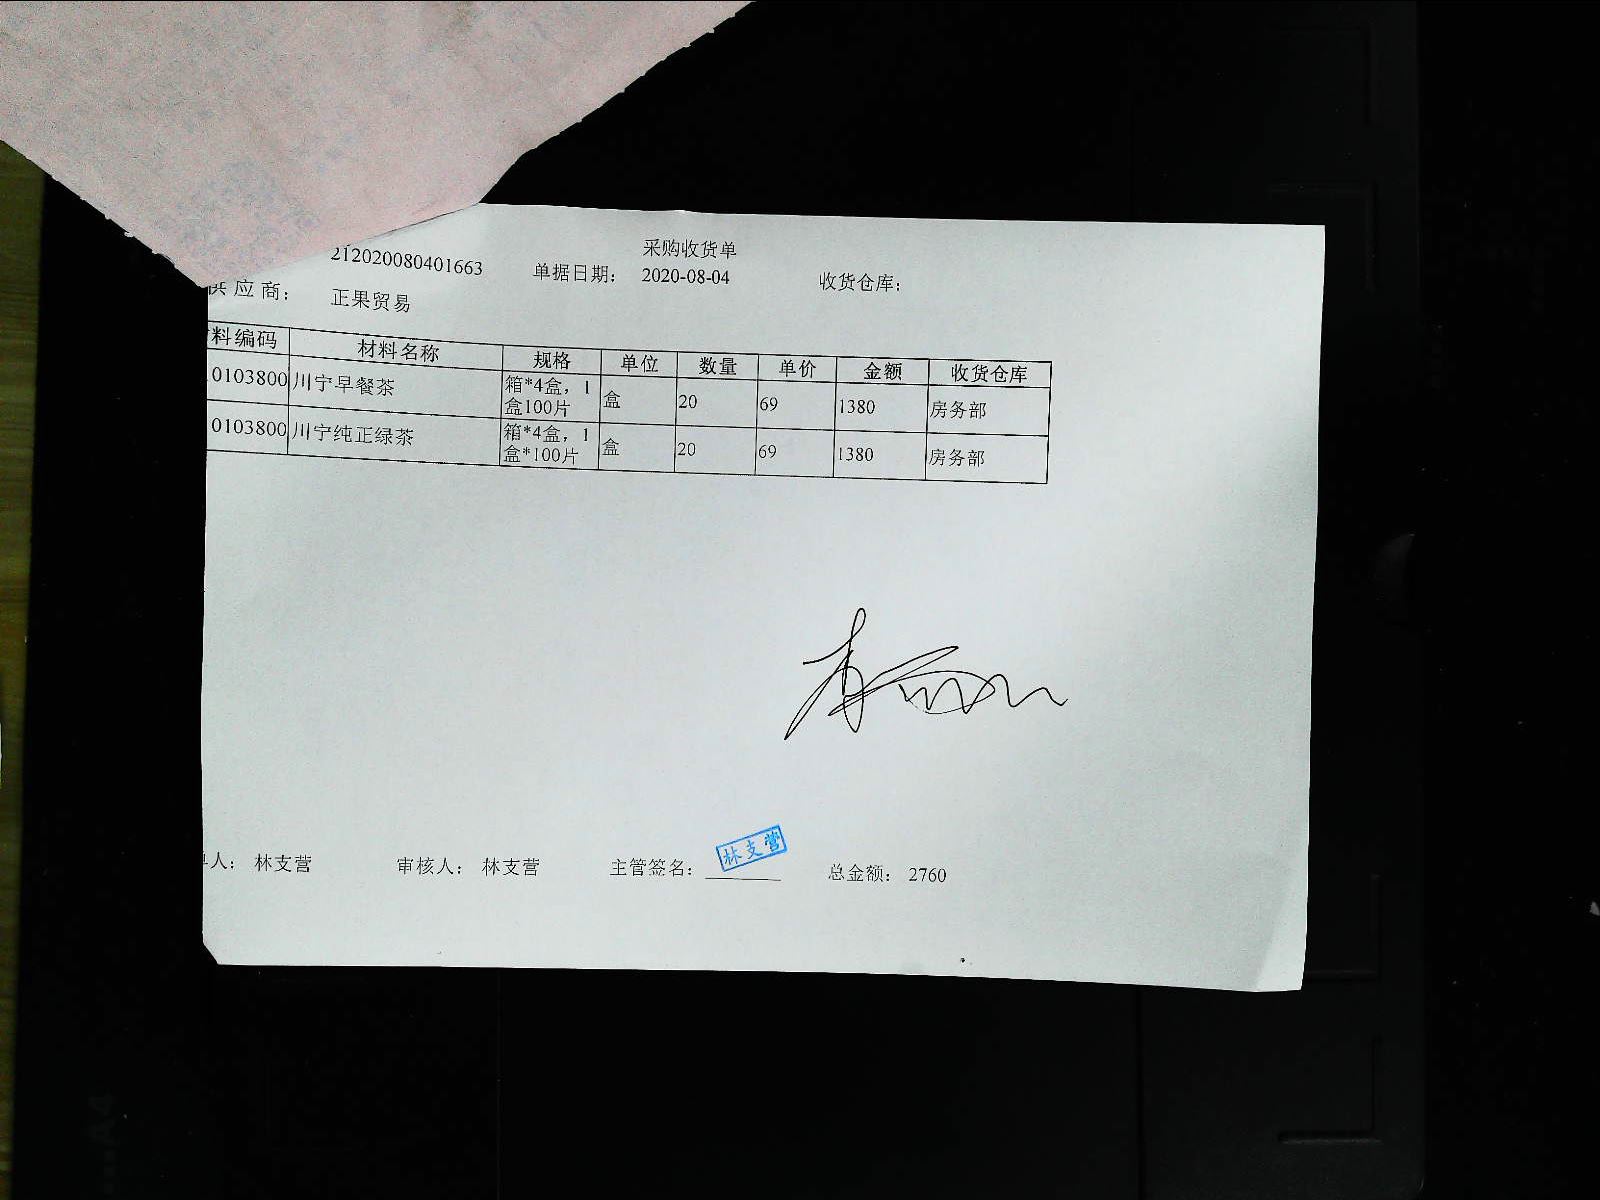 采购收货单
212020080401663 单据日期： 2020-08-04 收货仓库：
供应商： 正果贸易
料编码 材料名称 规格 单位 数量 单价 金额 收货仓库
0103800 川宁早餐茶 箱*4盒，1盒100片 盒 20 69 1380 房务部
0103800 川宁纯正绿茶 箱*4盒，1盒*100片 盒 20 69 1380 房务部
人： 林支营 审核人： 林支营 主管签名： 林支营 总金额： 2760